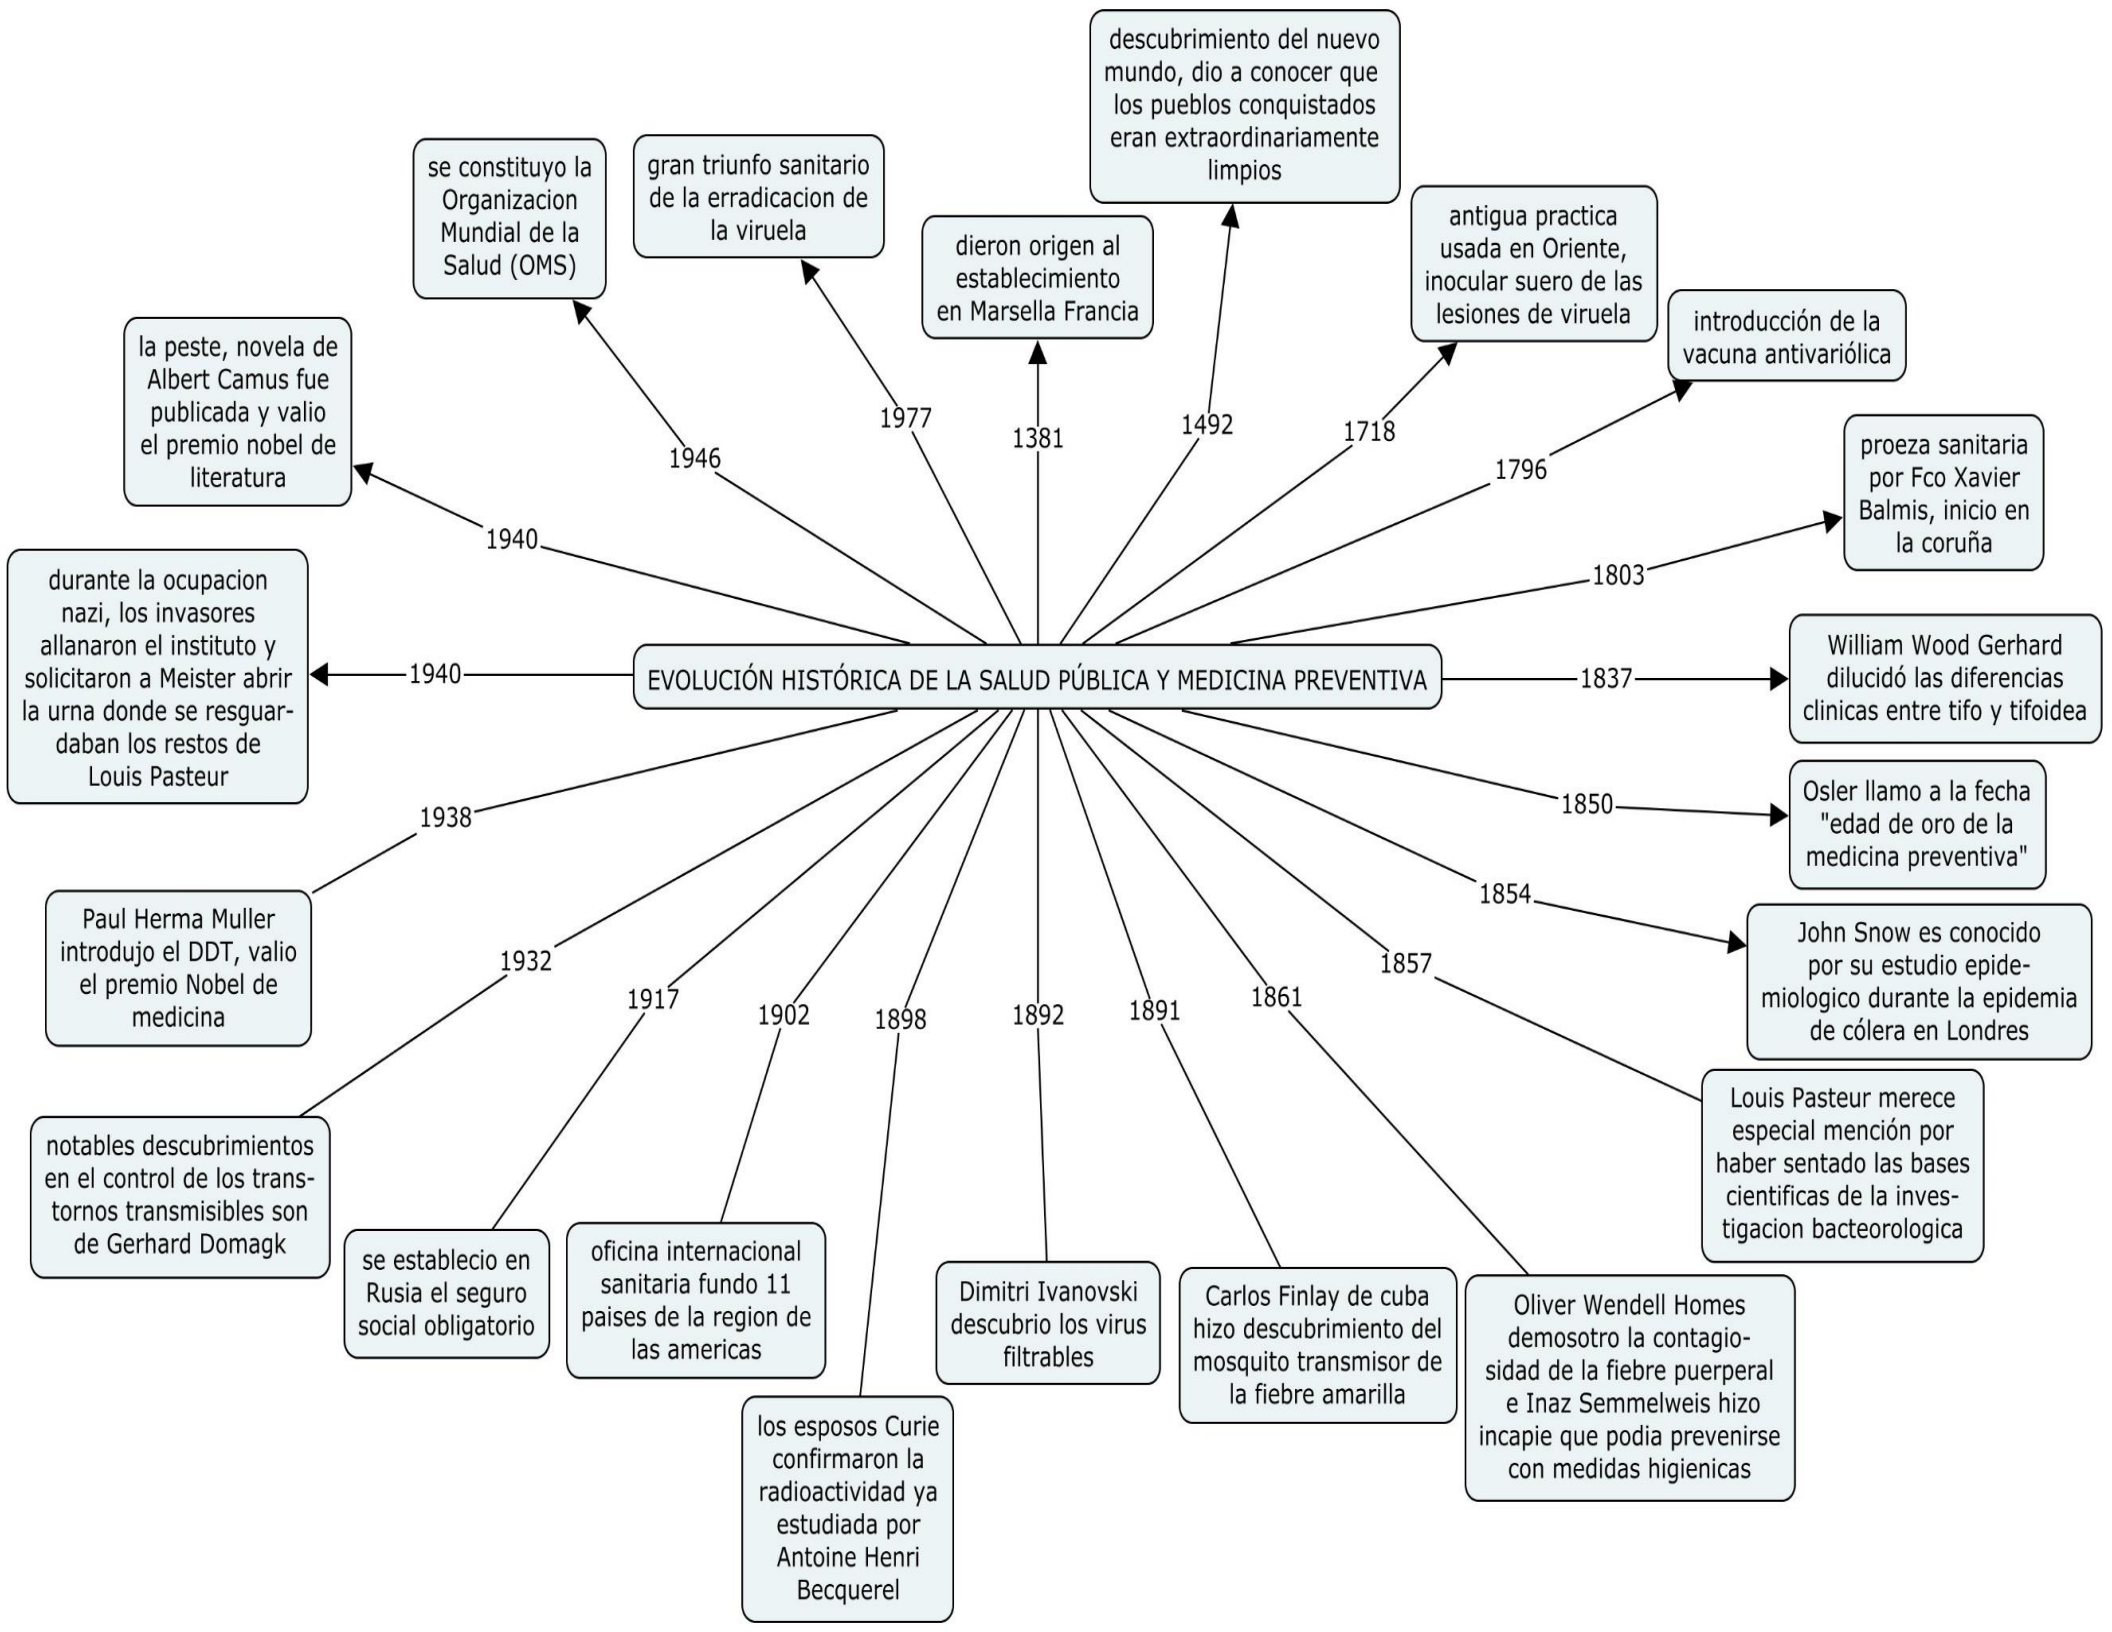 EVOLUCIÓN HISTÓRICA DE LA SALUD PÚBLICA Y MEDICINA PREVENTIVA
1381
dieron origen al
establecimiento
en Marsella Francia
1492
descubrimiento del nuevo
mundo, dio a conocer que
los pueblos conquistados
eran extraordinariamente
limpios
1718
antigua practica
usada en Oriente,
inocular suero de las
lesiones de viruela
1796
introducción de la
vacuna antivariólica
1803
proeza sanitaria
por Fco Xavier
Balmis, inicio en
la coruña
1837
William Wood Gerhard
dilucidó las diferencias
clinicas entre tifo y tifoidea
1850
Osler llamo a la fecha
"edad de oro de la
medicina preventiva"
1854
John Snow es conocido
por su estudio epide-
miologico durante la epidemia
de cólera en Londres
1857
Louis Pasteur merece
especial mención por
haber sentado las bases
cientificas de la inves-
tigacion bacteorologica
1861
Oliver Wendell Homes
demosotro la contagio-
sidad de la fiebre puerperal
e Inaz Semmelweis hizo
incapie que podia prevenirse
con medidas higienicas
1891
Carlos Finlay de cuba
hizo descubrimiento del
mosquito transmisor de
la fiebre amarilla
1892
Dimitri Ivanovski
descubrio los virus
filtrables
1898
los esposos Curie
confirmaron la
radioactividad ya
estudiada por
Antoine Henri
Becquerel
1902
oficina internacional
sanitaria fundo 11
paises de la region de
las americas
1917
se establecio en
Rusia el seguro
social obligatorio
1932
notables descubrimientos
en el control de los trans-
tornos transmisibles son
de Gerhard Domagk
1938
Paul Herma Muller
introdujo el DDT, valio
el premio Nobel de
medicina
1940
durante la ocupacion
nazi, los invasores
allanaron el instituto y
solicitaron a Meister abrir
la urna donde se resguar-
daban los restos de
Louis Pasteur
1940
la peste, novela de
Albert Camus fue
publicada y valio
el premio nobel de
literatura
1946
se constituyo la
Organizacion
Mundial de la
Salud (OMS)
1977
gran triunfo sanitario
de la erradicacion de
la viruela